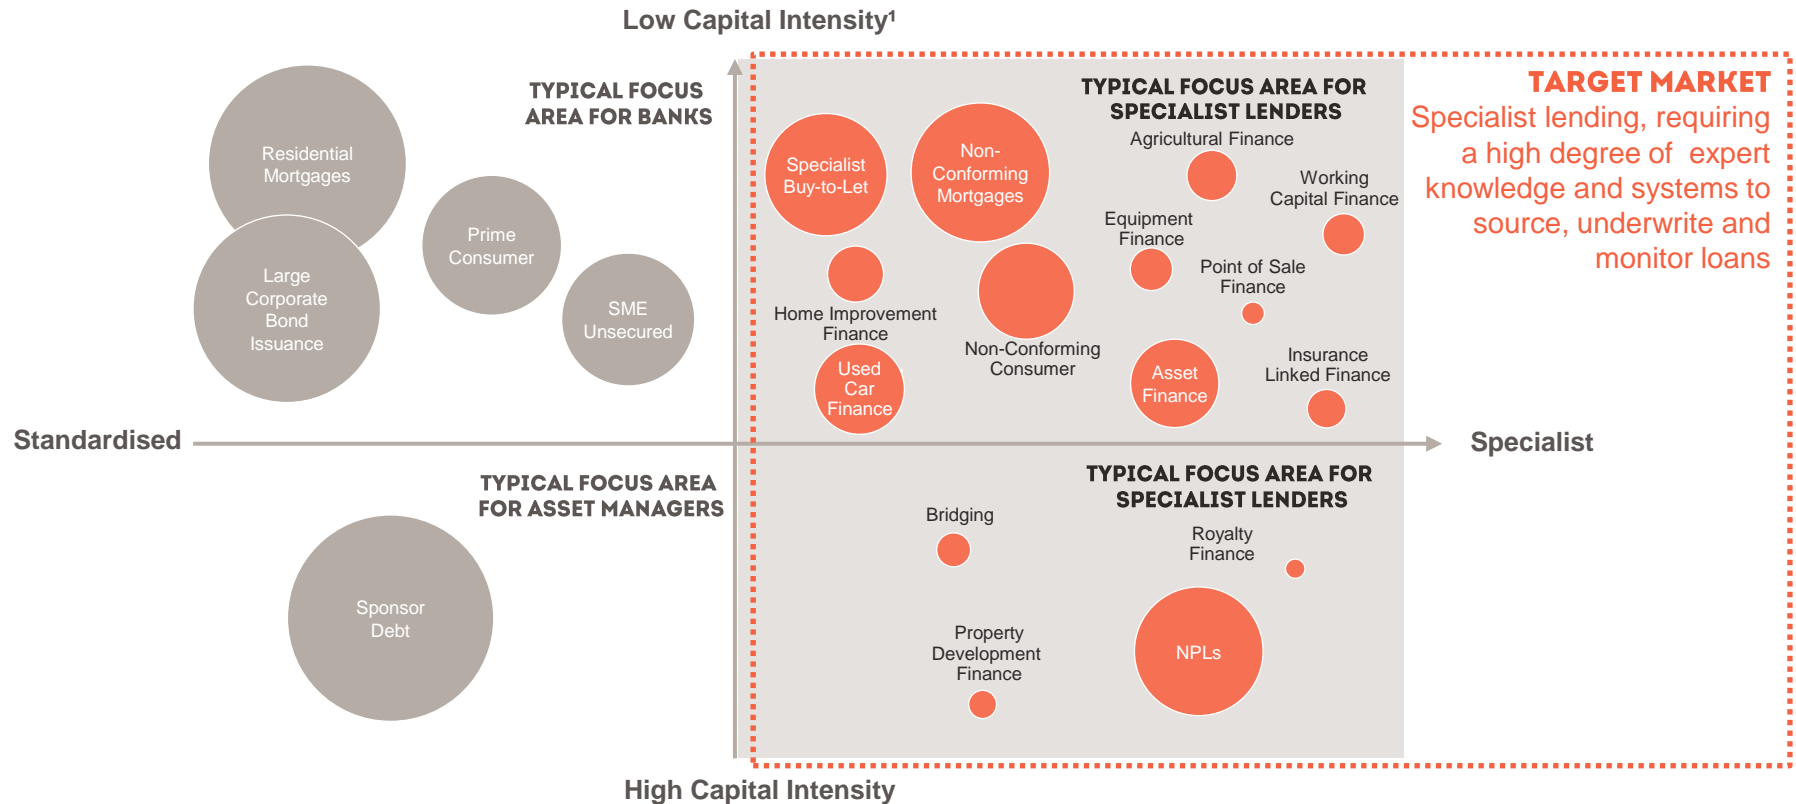 Low Capital Intensity¹
TYPICAL FOCUS
AREA FOR BANKS
Residential
Mortgages
Prime
Consumer
Large
Corporate
Bond
Issuance
SME
Unsecured
TYPICAL FOCUS AREA FOR
SPECIALIST LENDERS
Specialist
Buy-to-Let
Non-
Conforming
Mortgages
Agricultural Finance
Working
Capital Finance
Equipment
Finance
Point of Sale
Finance
Home Improvement
Finance
Non-Conforming
Consumer
Used
Car
Finance
Asset
Finance
Insurance
Linked Finance
TARGET MARKET
Specialist lending, requiring
a high degree of expert
knowledge and systems to
source, underwrite and
monitor loans
Standardised
Specialist
TYPICAL FOCUS AREA
FOR ASSET MANAGERS
Sponsor
Debt
TYPICAL FOCUS AREA FOR
SPECIALIST LENDERS
Bridging
Royalty
Finance
Property
Development
Finance
NPLs
High Capital Intensity